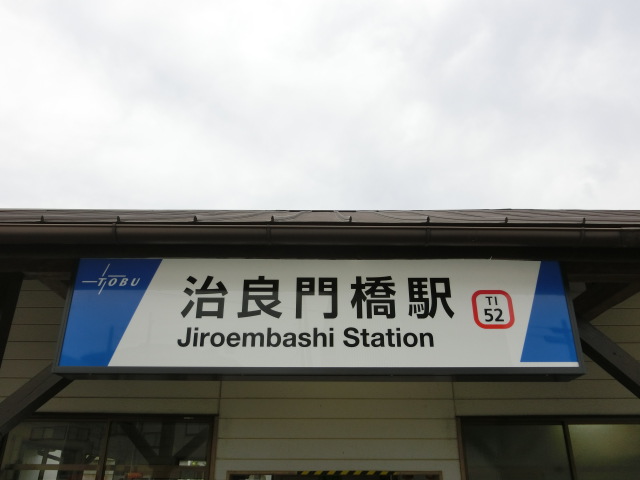 TOBU
治良門橋駅
TI
52
Jiroembashi Station